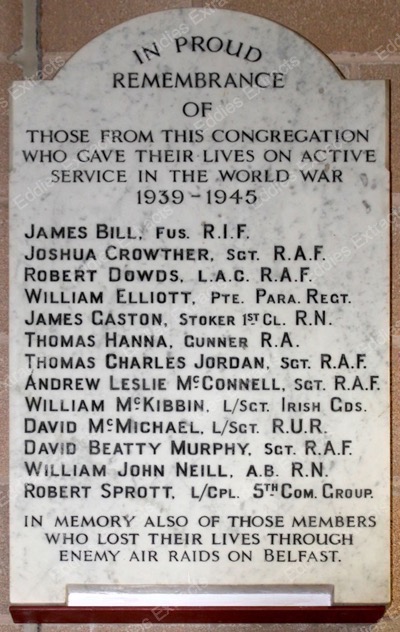 IN PROUD
REMEMBRANCE
OF
THOSE FROM THIS CONGREGATION
WHO GAVE THEIR LIVES ON ACTIVE
SERVICE IN THE WORLD WAR
1939-1945
JAMES BILL, FUS. R.I.F.
JOSHUA CROWTHER, SGT. R.A.F.
ROBERT DOWDS, L.A.C. R.A.F.
WILLIAM ELLIOTT, PTE. PARA. REGT.
JAMES GASTON, STOKER 1ST CL. R.N.
THOMAS HANNA, GUNNER R.A.
THOMAS CHARLES JORDAN, SGT. R.A.F.
ANDREW LESLIE McCONNELL, SGT. R.A.F.
WILLIAM McKIBBIN, L/SGT. IRISH GDS.
DAVID McMICHAEL, L/SGT. R.U.R.
DAVID BEATTY MURPHY, SGT. R.A.F.
WILLIAM JOHN NEILL, A.B. R.N.
ROBERT SPROTT, L/CPL. 5TH COM. GROUP.
IN MEMORY ALSO OF THOSE MEMBERS
WHO LOST THEIR LIVES THROUGH
ENEMY AIR RAIDS ON BELFAST.
Eddies Extracts